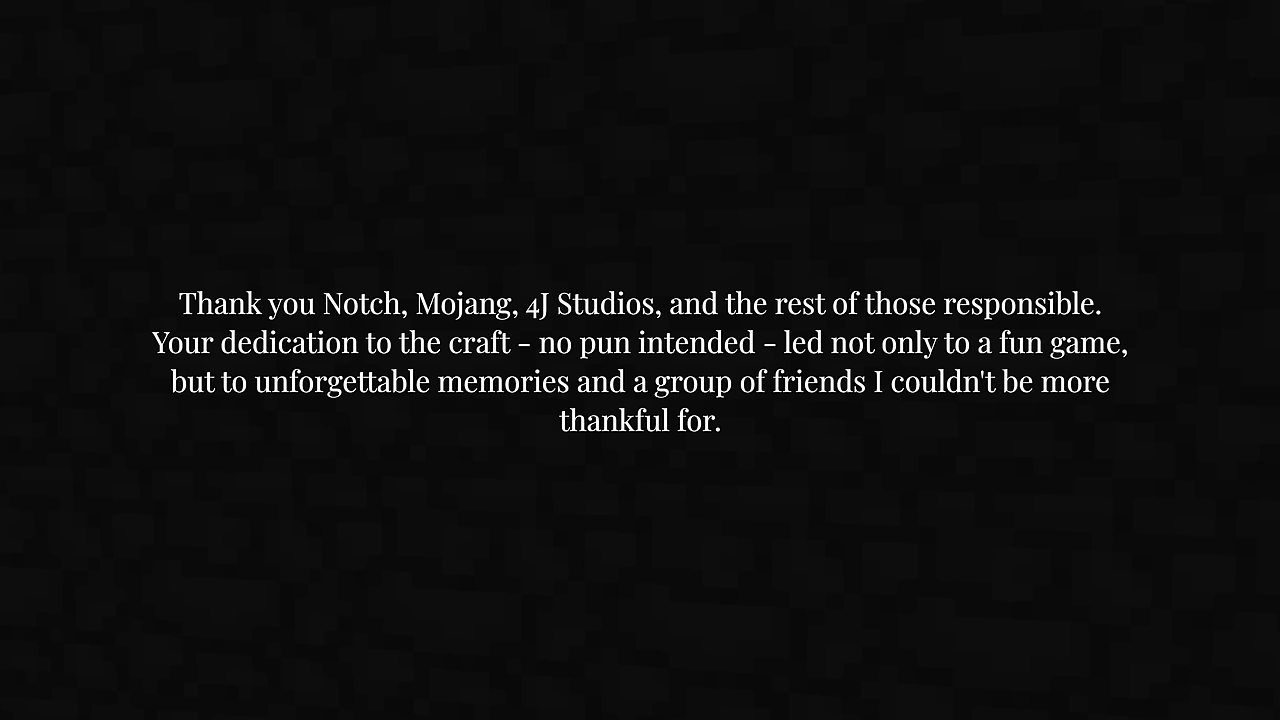 Thank you Notch, Mojang, 4J Studios, and the rest of those responsible.
Your dedication to the craft - no pun intended - led not only to a fun game,
but to unforgettable memories and a group of friends I couldn't be more
thankful for.